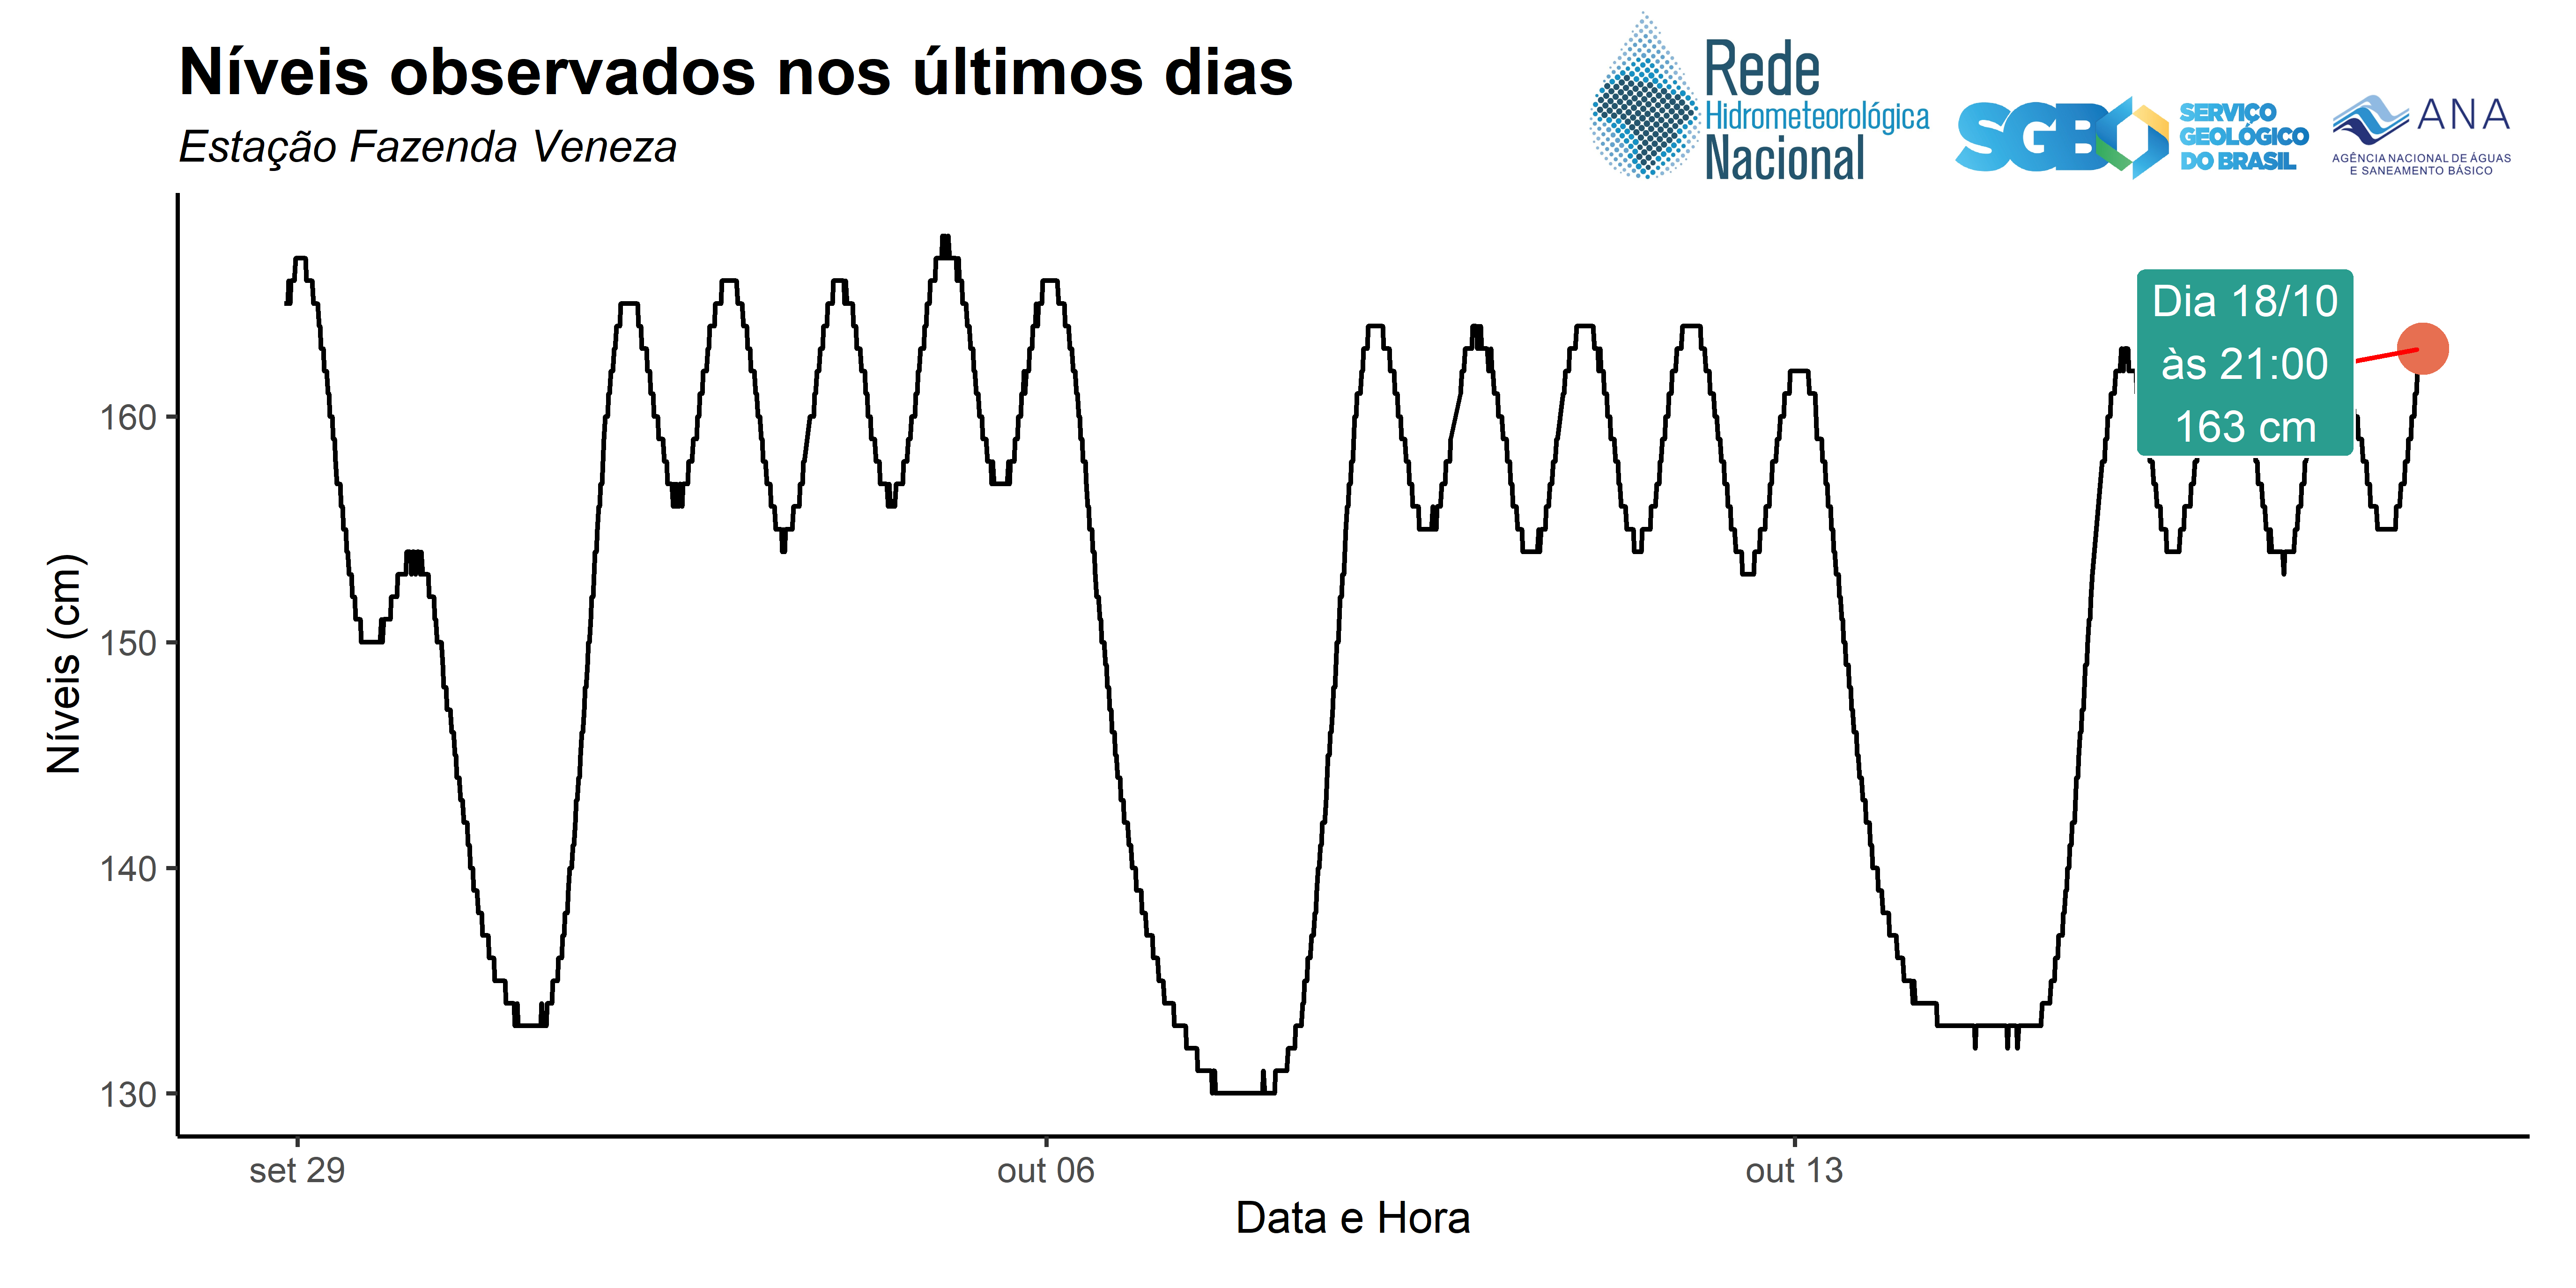 Níveis observados nos últimos dias
Estação Fazenda Veneza
Rede
Hidrometeorológica
Nacional
SGB
SERVIÇO
GEOLÓGICO
DO BRASIL
ANA
AGÊNCIA NACIONAL DE ÁGUAS
E SANEAMENTO BÁSICO
Dia 18/10
às 21:00
163 cm
160
150
140
130
Níveis (cm)
set 29
out 06
out 13
Data e Hora